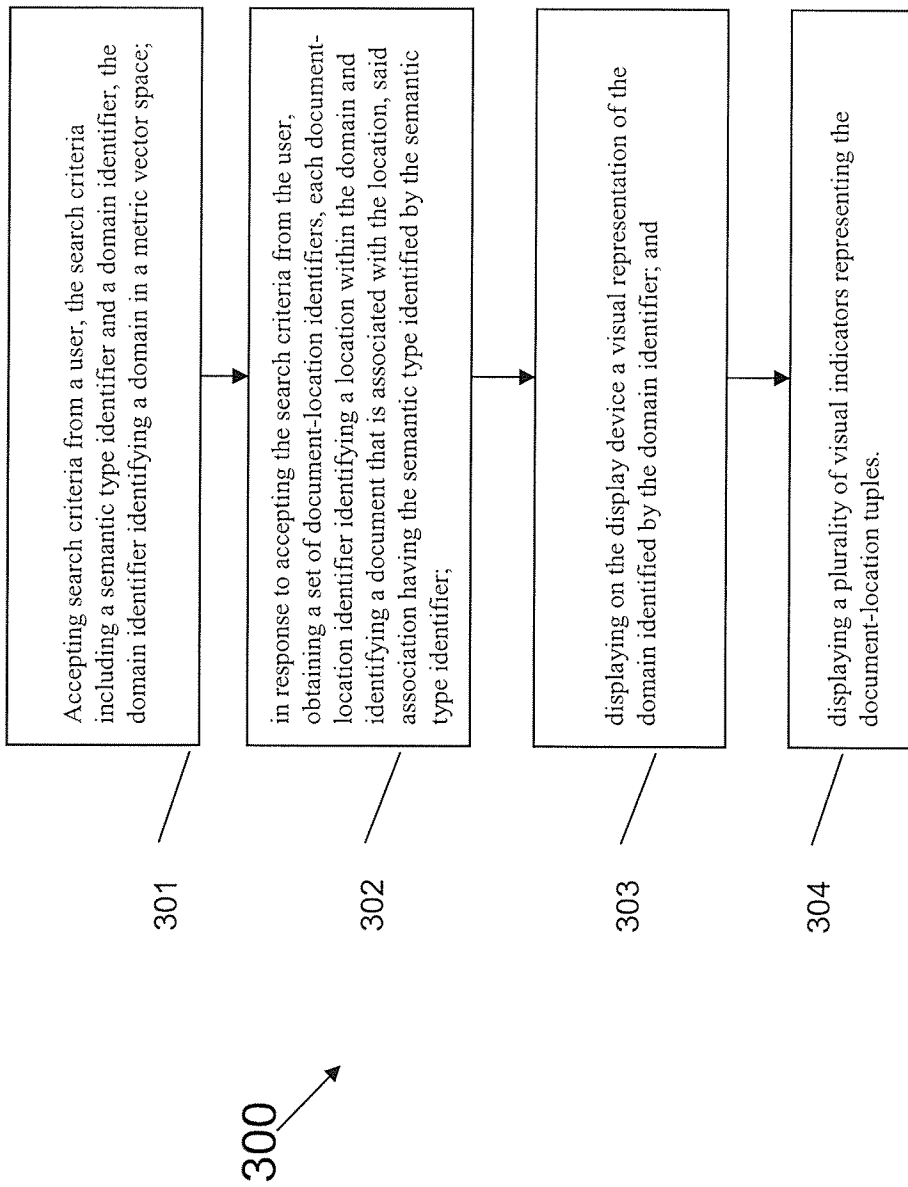 300
301
Accepting search criteria from a user, the search criteria
including a semantic type identifier and a domain identifier, the
domain identifier identifying a domain in a metric vector space;
302
in response to accepting the search criteria from the user,
obtaining a set of document-location identifiers, each document-
location identifier identifying a location within the domain and
identifying a document that is associated with the location, said
association having the semantic type identified by the semantic
type identifier;
303
displaying on the display device a visual representation of the
domain identified by the domain identifier; and
304
displaying a plurality of visual indicators representing the
document-location tuples.